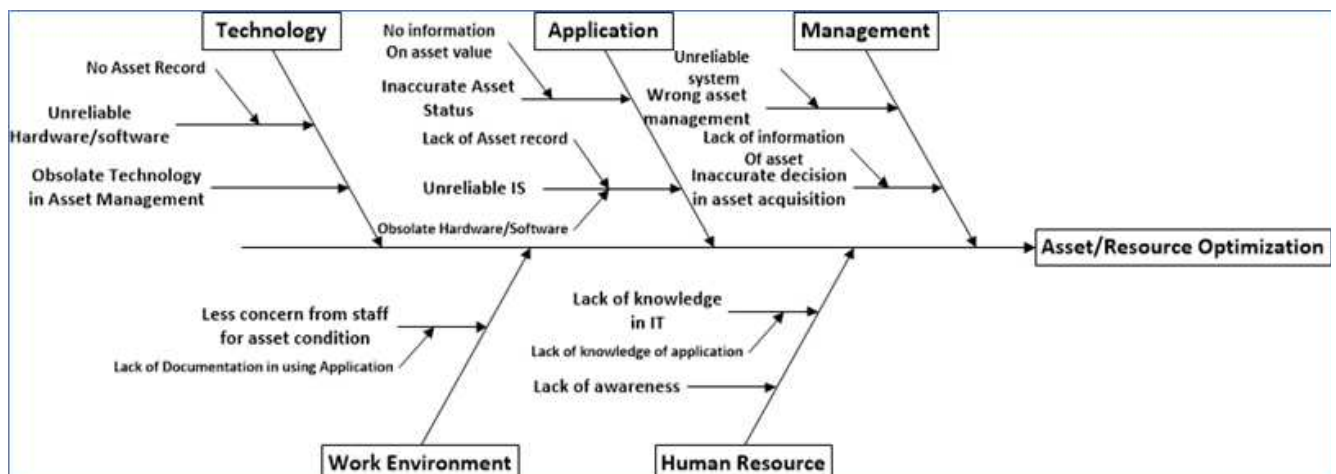 Technology
Application
Management
No Asset Record
Unreliable
Hardware/software
Obsolate Technology
in Asset Management
No information
On asset value
Inaccurate Asset
Status
Lack of Asset record
Unreliable IS
Obsolate Hardware/Software
Unreliable
system
Wrong asset
management
Lack of information
Of asset
Inaccurate decision
in asset acquisition
Asset/Resource Optimization
Less concern from staff
for asset condition
Lack of Documentation in using Application
Lack of knowledge
in IT
Lack of knowledge of application
Lack of awareness
Work Environment
Human Resource